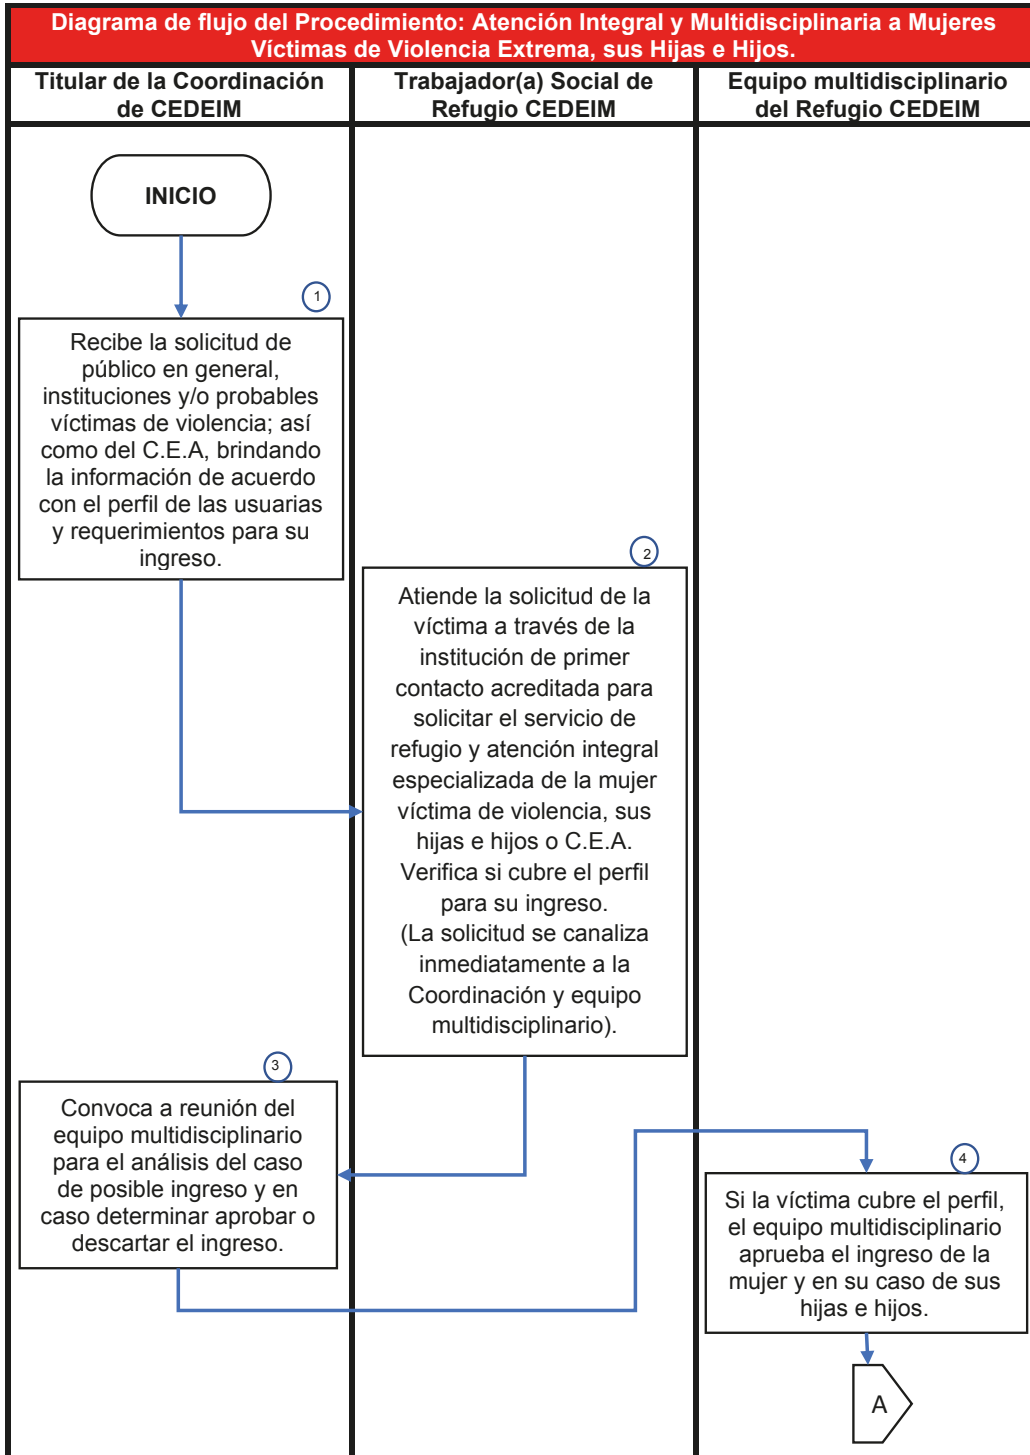 Diagrama de flujo del Procedimiento: Atención Integral y Multidisciplinaria a Mujeres
Víctimas de Violencia Extrema, sus Hijas e Hijos.
Titular de la Coordinación
de CEDEIM
Trabajador(a) Social de
Refugio CEDEIM
Equipo multidisciplinario
del Refugio CEDEIM
INICIO
1
Recibe la solicitud de
público en general,
instituciones y/o probables
víctimas de violencia; así
como del C.E.A, brindando
la información de acuerdo
con el perfil de las usuarias
y requerimientos para su
ingreso.
2
Atiende la solicitud de la
víctima a través de la
institución de primer
contacto acreditada para
solicitar el servicio de
refugio y atención integral
especializada de la mujer
víctima de violencia, sus
hijas e hijos o C.E.A.
Verifica si cubre el perfil
para su ingreso.
(La solicitud se canaliza
inmediatamente a la
Coordinación y equipo
multidisciplinario).
3
Convoca a reunión del
equipo multidisciplinario
para el análisis del caso
de posible ingreso y en
caso determinar aprobar o
descartar el ingreso.
4
Si la víctima cubre el perfil,
el equipo multidisciplinario
aprueba el ingreso de la
mujer y en su caso de sus
hijas e hijos.
A